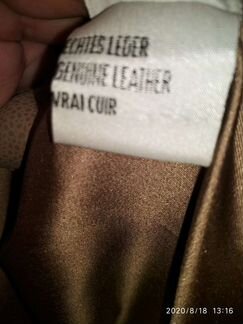 ECHTES LEDER
GENUINE LEATHER
VRAI CUIR
2020/8/18 13:16